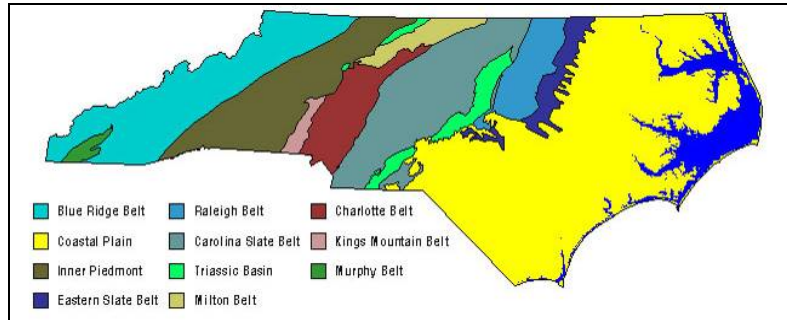 Blue Ridge Belt
Raleigh Belt
Charlotte Belt
Coastal Plain
Carolina Slate Belt
Kings Mountain Belt
Inner Piedmont
Triassic Basin
Murphy Belt
Eastern Slate Belt
Milton Belt